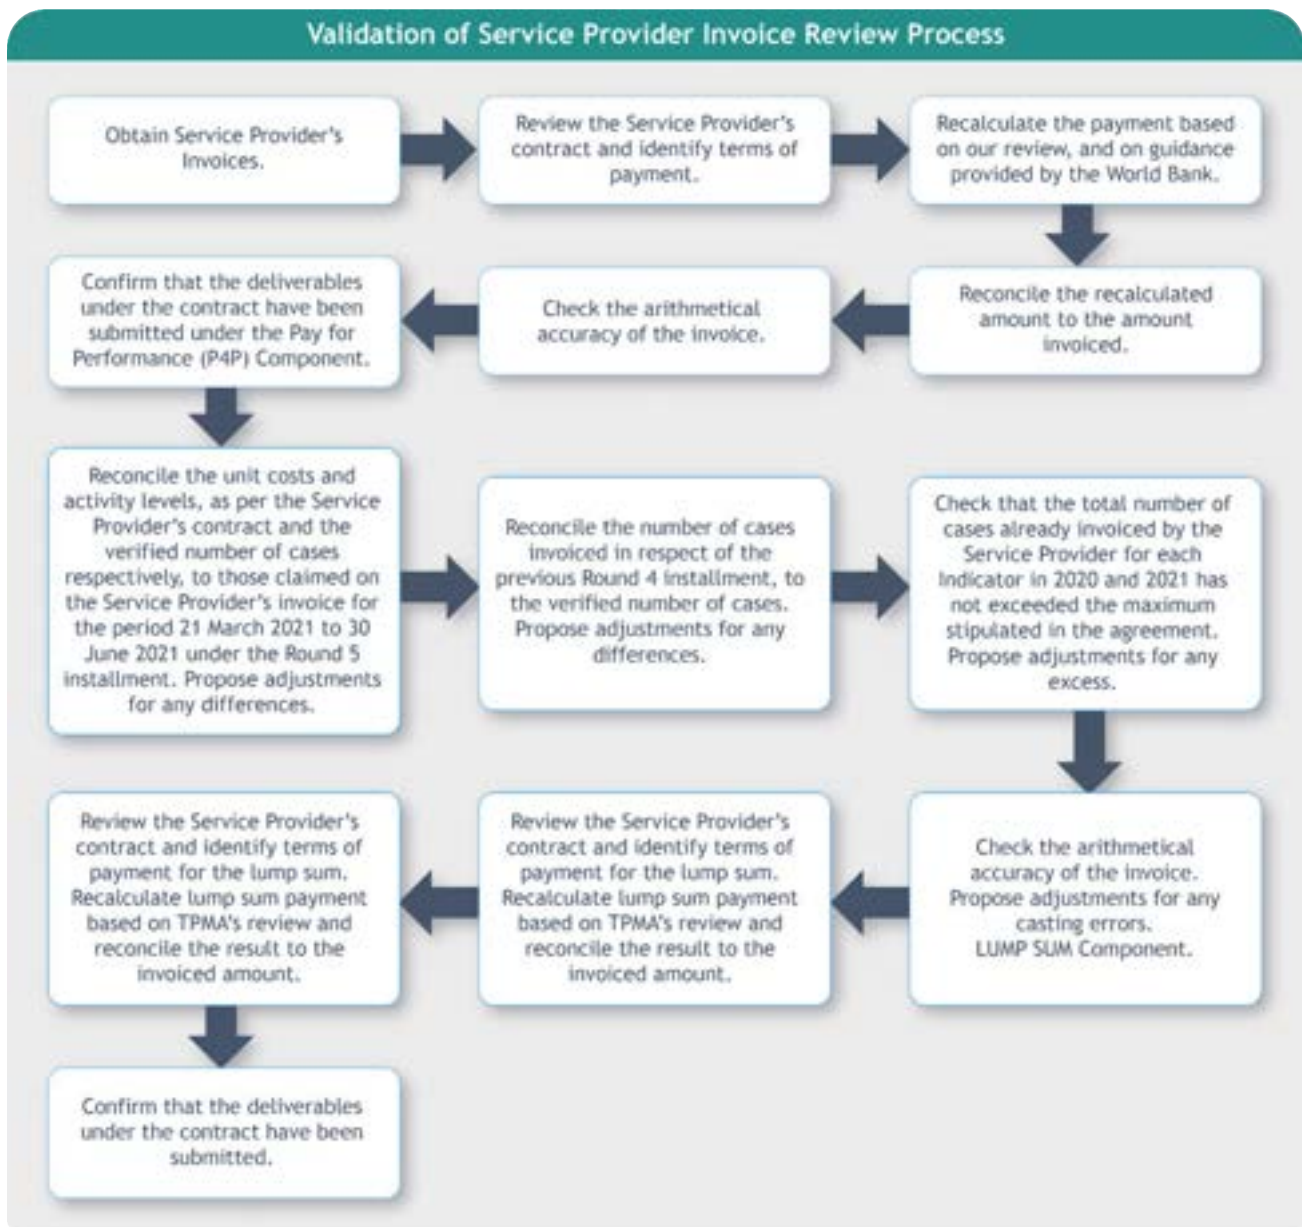 Validation of Service Provider Invoice Review Process
Obtain Service Provider's
Invoices.
Review the Service Provider's
contract and identify terms of
payment.
Recalculate the payment based
on our review, and on guidance
provided by the World Bank.
Reconcile the recalculated
amount to the amount
invoiced.
Check the arithmetical
accuracy of the invoice.
Confirm that the deliverables
under the contract have been
submitted under the Pay for
Performance (P4P) Component.
Reconcile the unit costs and
activity levels, as per the Service
Provider's contract and the
verified number of cases
respectively, to those claimed on
the Service Provider's invoice for
the period 21 March 2021 to 30
June 2021 under the Round 5
installment. Propose adjustments
for any differences.
Reconcile the number of cases
invoiced in respect of the
previous Round 4 installment, to
the verified number of cases.
Propose adjustments for any
differences.
Check that the total number of
cases already invoiced by the
Service Provider for each
Indicator in 2020 and 2021 has
not exceeded the maximum
stipulated in the agreement.
Propose adjustments for any
excess.
Check the arithmetical
accuracy of the invoice.
Propose adjustments for any
casting errors.
LUMP SUM Component.
Review the Service Provider's
contract and identify terms of
payment for the lump sum.
Recalculate lump sum payment
based on TPMA's review and
reconcile the result to the
invoiced amount.
Review the Service Provider's
contract and identify terms of
payment for the lump sum.
Recalculate lump sum payment
based on TPMA's review and
reconcile the result to the
invoiced amount.
Confirm that the deliverables
under the contract have been
submitted.